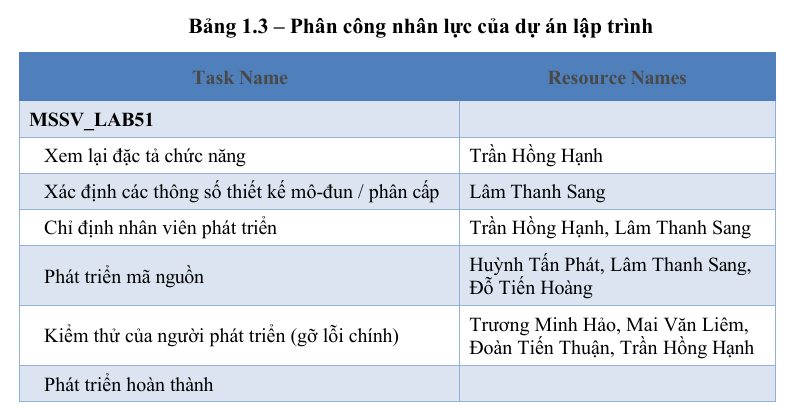 Bảng 1.3 – Phân công nhân lực của dự án lập trình
Task Name
Resource Names
MSSV_LAB51
Xem lại đặc tả chức năng
Trần Hồng Hạnh
Xác định các thông số thiết kế mô-đun / phân cấp
Lâm Thanh Sang
Chỉ định nhân viên phát triển
Trần Hồng Hạnh, Lâm Thanh Sang
Phát triển mã nguồn
Huỳnh Tấn Phát, Lâm Thanh Sang,
Đỗ Tiến Hoàng
Kiểm thử của người phát triển (gỡ lỗi chính)
Trương Minh Hảo, Mai Văn Liêm,
Đoàn Tiến Thuận, Trần Hồng Hạnh
Phát triển hoàn thành